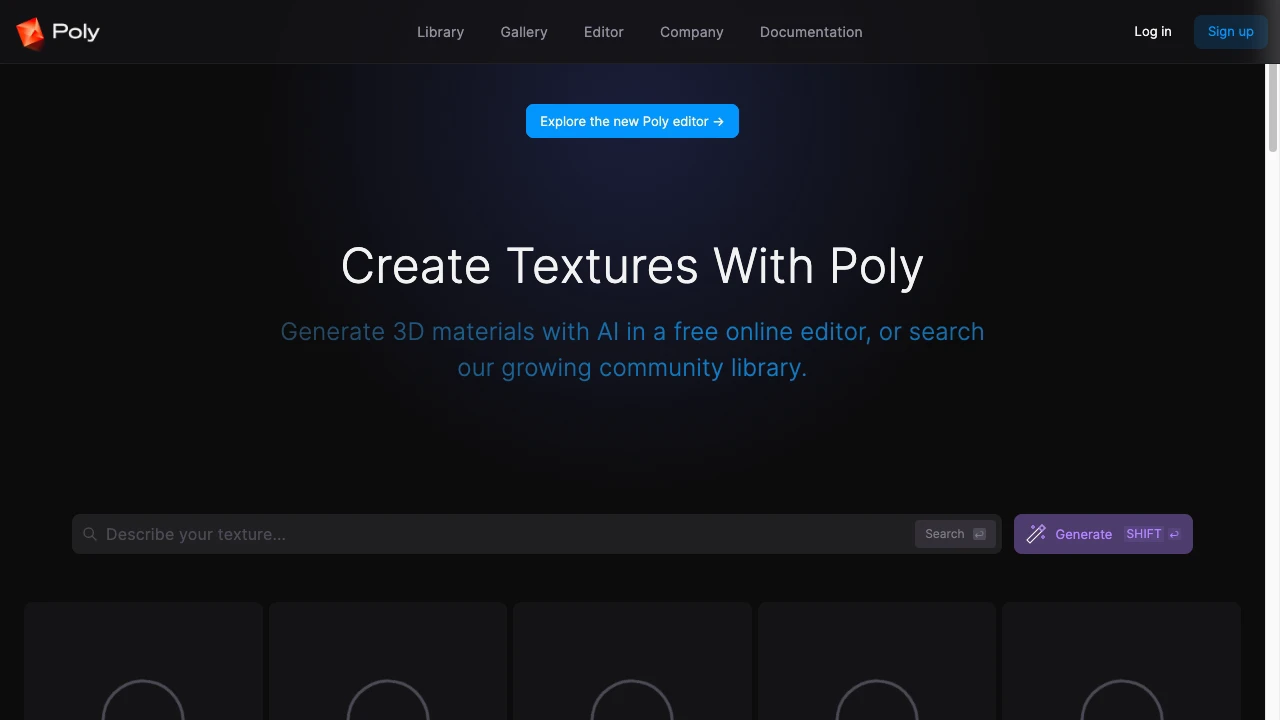 Poly
Library
Gallery
Editor
Company
Documentation
Log in
Sign up
Explore the new Poly editor →
Create Textures With Poly
Generate 3D materials with AI in a free online editor, or search
our growing community library.
Describe your texture...
Search ↵
Generate SHIFT ↵